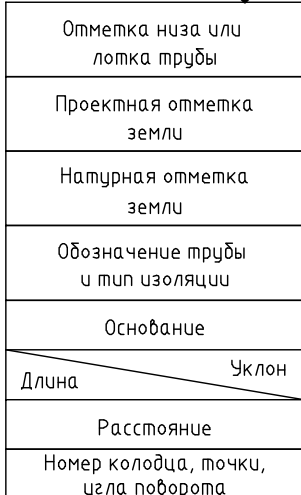 Отметка низа или
лотка трубы
Проектная отметка
земли
Натурная отметка
земли
Обозначение трубы
и тип изоляции
Основание
Уклон
Длина
Расстояние
Номер колодца, точки,
угла поворота